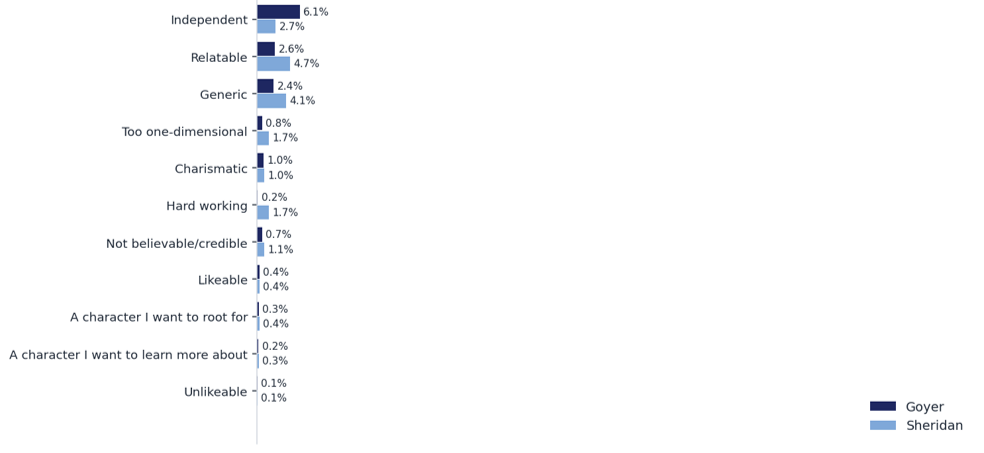 Independent
6.1%
2.7%
Relatable
2.6%
4.7%
Generic
2.4%
4.1%
Too one-dimensional
0.8%
1.7%
Charismatic
1.0%
1.0%
Hard working
0.2%
1.7%
Not believable/credible
0.7%
1.1%
Likeable
0.4%
0.4%
A character I want to root for
0.3%
0.4%
A character I want to learn more about
0.2%
0.3%
Unlikeable
0.1%
0.1%
Goyer
Sheridan